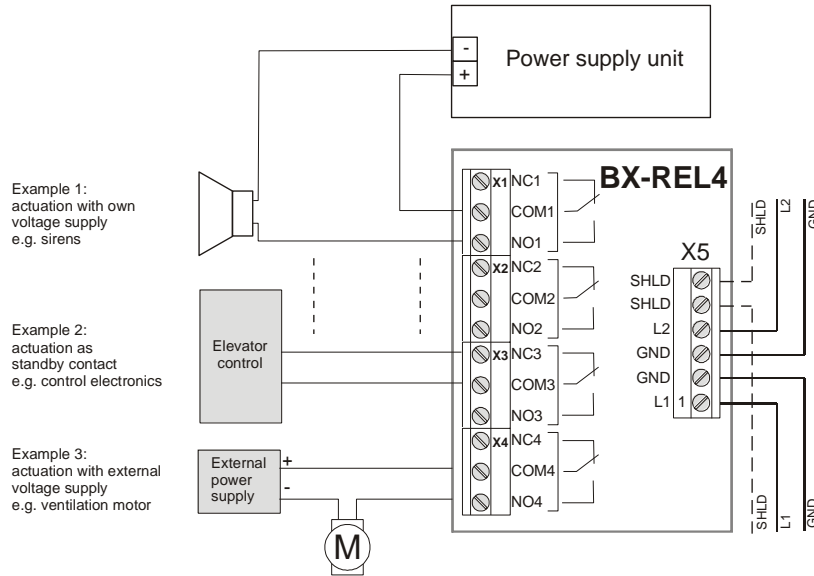 Power supply unit
-
+
BX-REL4
Example 1:
actuation with own
voltage supply
e.g. sirens
X1 NC1
COM1
NO1
X2 NC2
COM2
NO2
Example 2:
actuation as
standby contact
e.g. control electronics
Elevator
control
X3 NC3
COM3
NO3
Example 3:
actuation with external
voltage supply
e.g. ventilation motor
External
power
supply
+
-
M
X4 NC4
COM4
NO4
X5
SHLD
SHLD
L2
GND
GND
L1 1
SHLD
L2
GND
SHLD
L1
GND